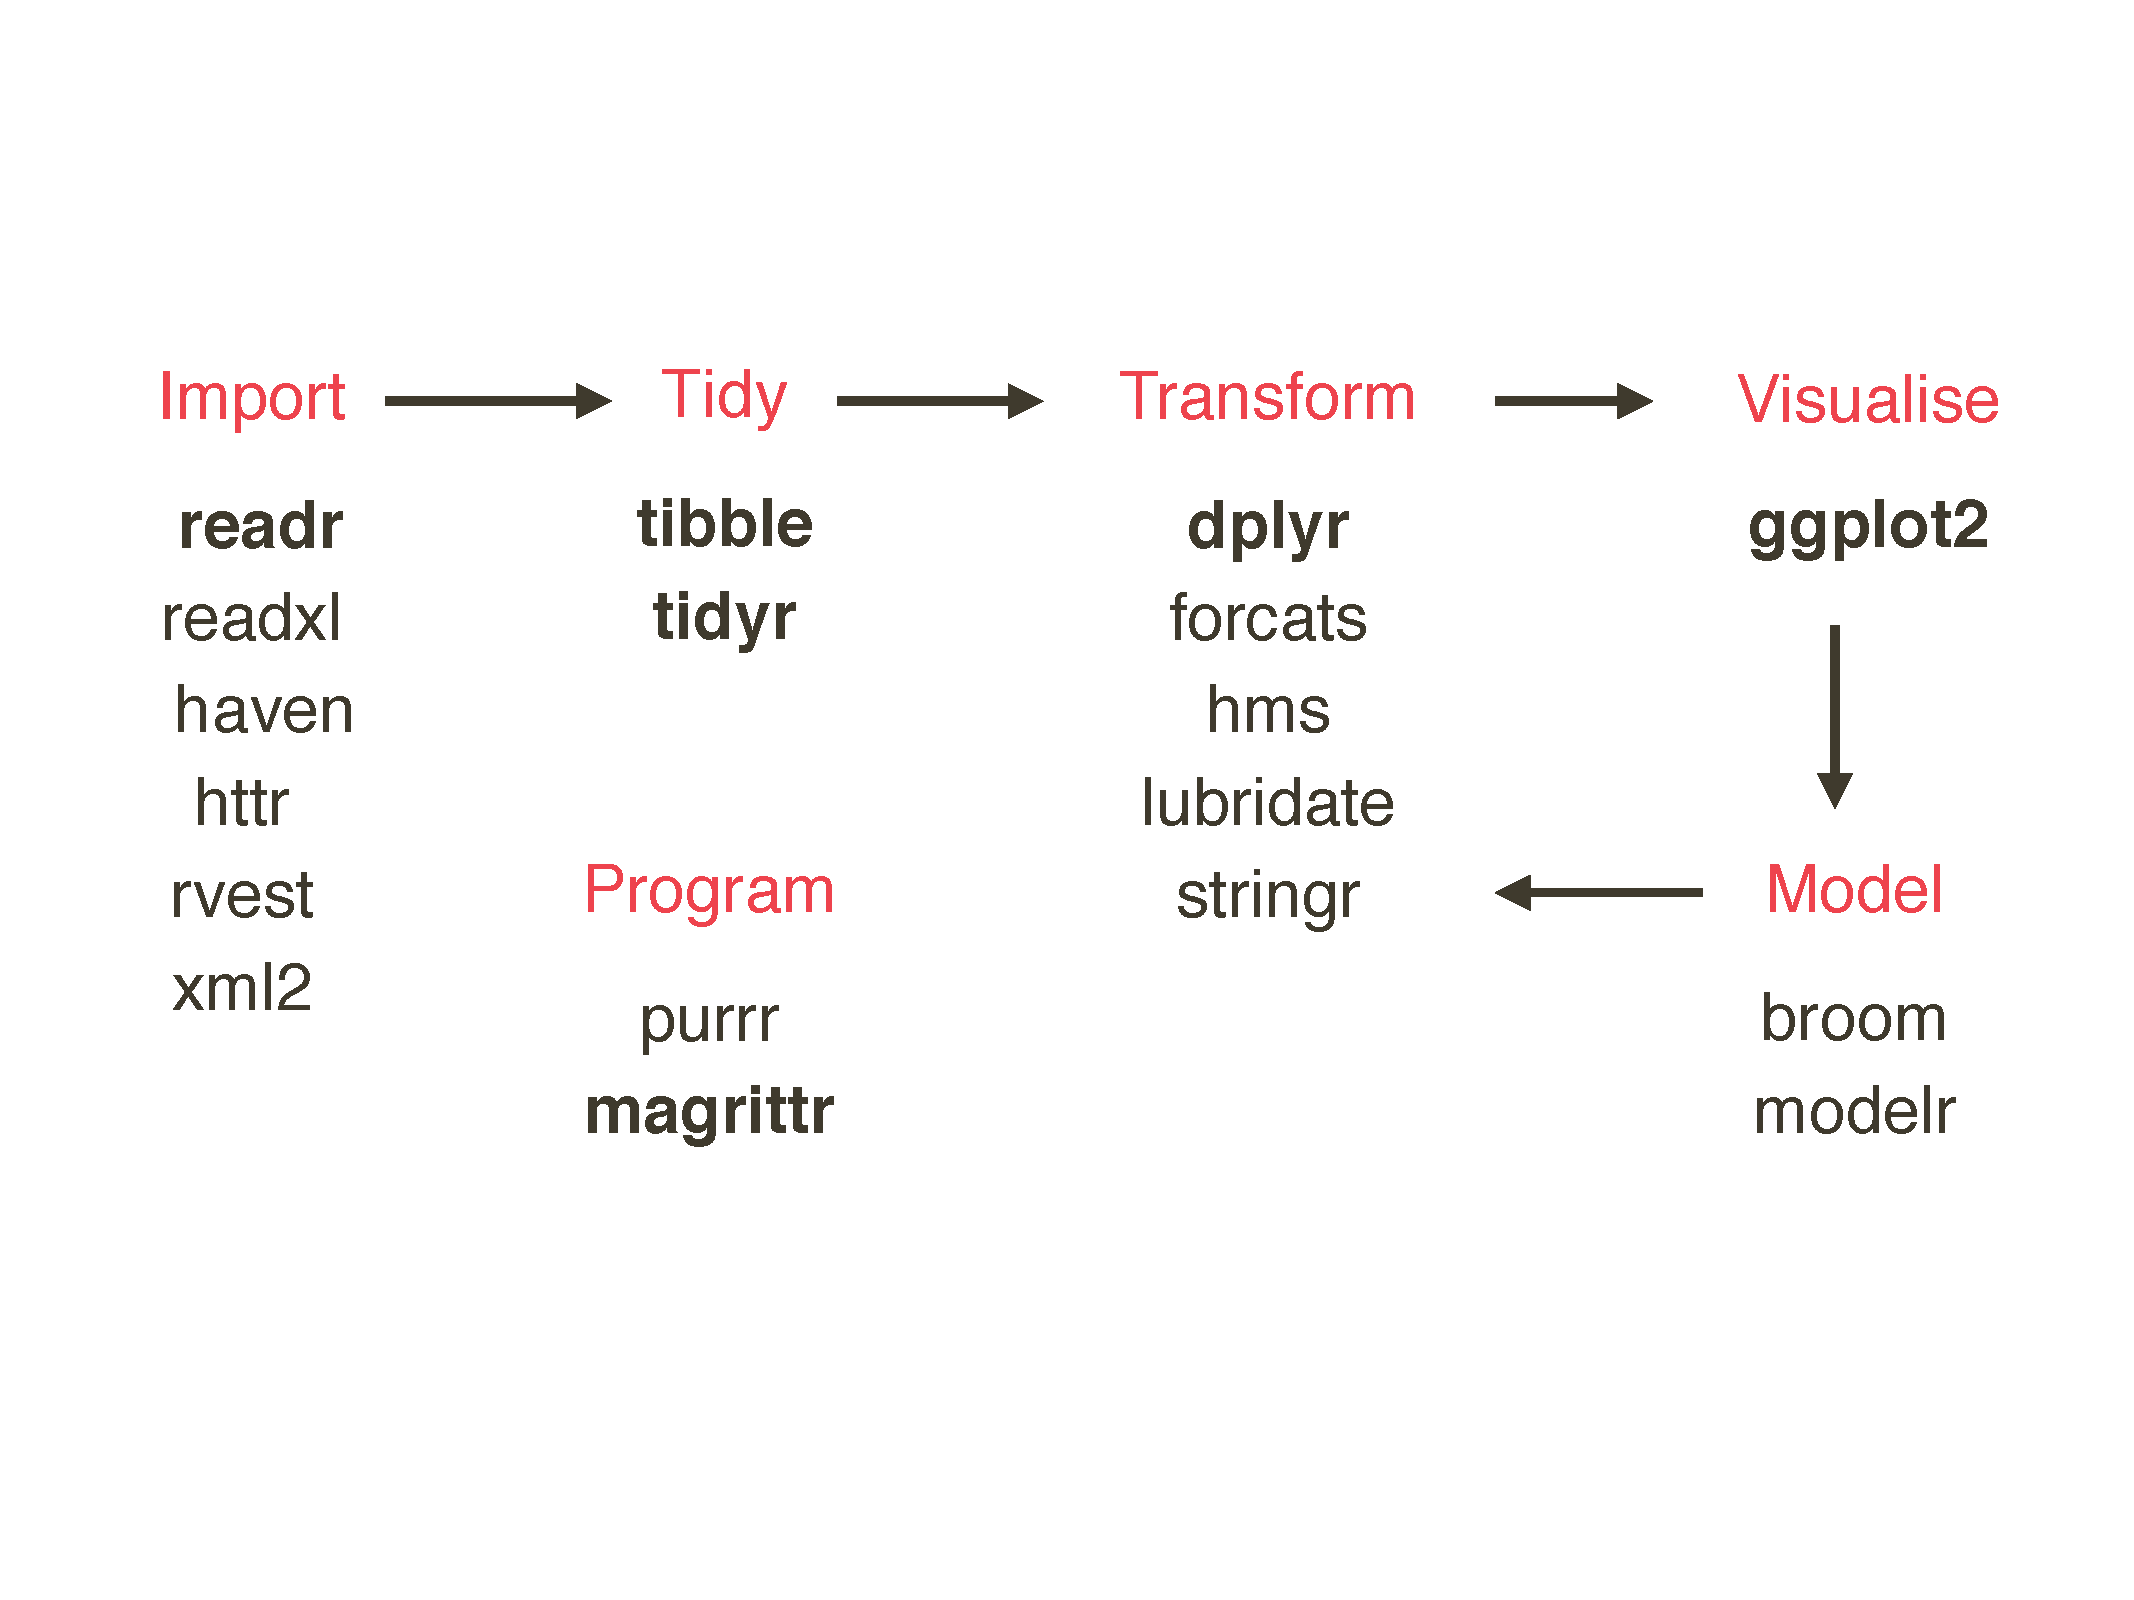 Import
readr
readxl
haven
httr
rvest
xml2
Tidy
tibble
tidyr
Program
purrr
magrittr
Transform
dplyr
forcats
hms
lubridate
stringr
Visualise
ggplot2
Model
broom
modelr